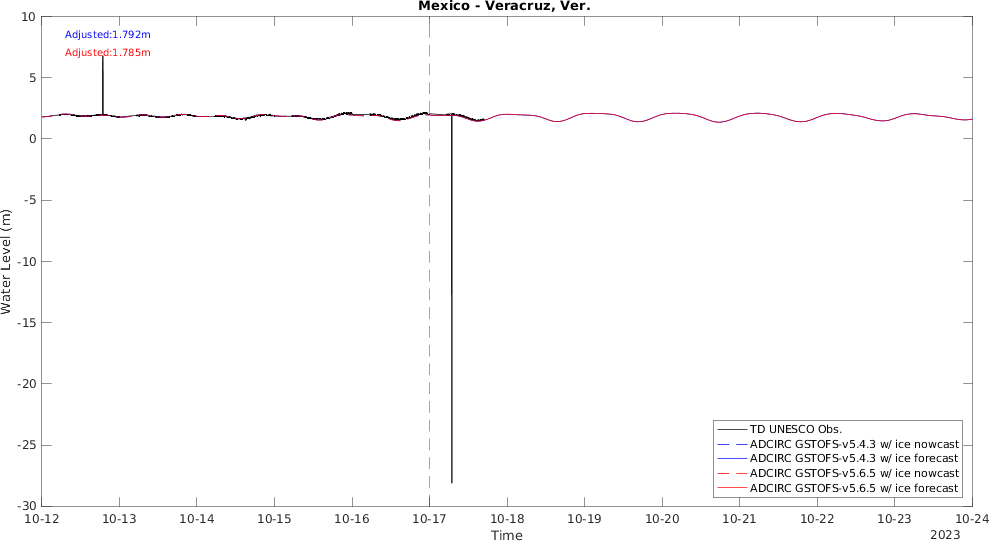 Mexico - Veracruz, Ver.
Adjusted:1.792m
Adjusted:1.785m
10
5
0
-5
-10
-15
-20
-25
-30
Water Level (m)
TD UNESCO Obs.
ADCIRC GSTOFS-v5.4.3 w/ ice nowcast
ADCIRC GSTOFS-v5.4.3 w/ ice forecast
ADCIRC GSTOFS-v5.6.5 w/ ice nowcast
ADCIRC GSTOFS-v5.6.5 w/ ice forecast
10-12 10-13 10-14 10-15 10-16 10-17 10-18 10-19 10-20 10-21 10-22 10-23 10-24
Time
2023